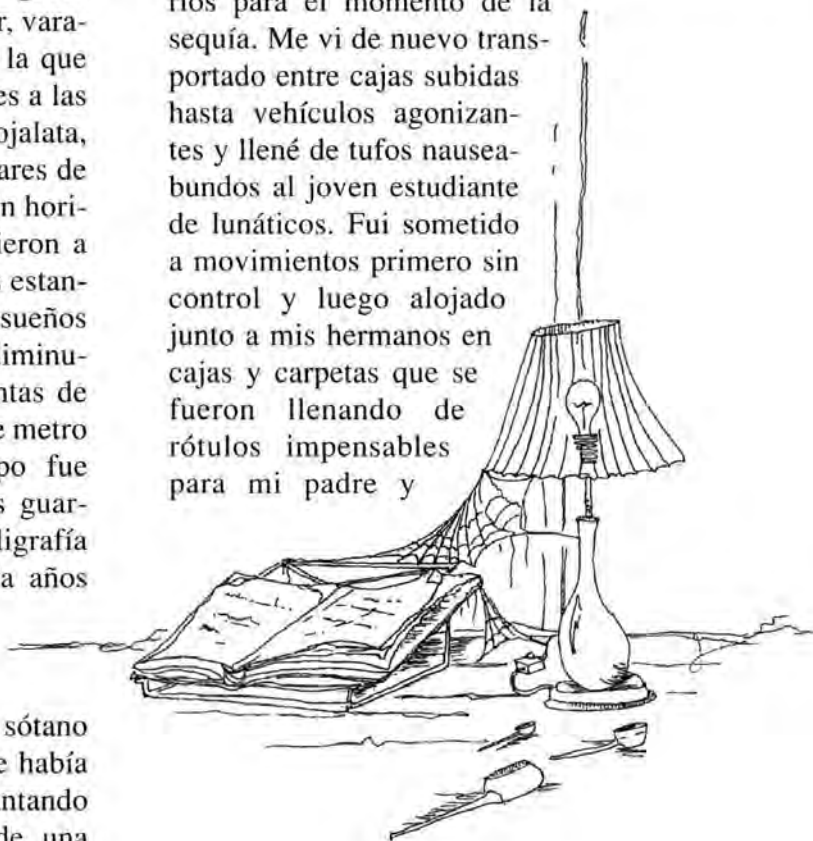 r, vara-
la que
es a las
ojalata,
ares de
n hori-
ieron a
estan-
sueños
iminu-
ntas de
e metro
po fue
s guar-
ligrafía
a años
sótano
e había
ntando
de una
rios para el momento de la
sequía. Me vi de nuevo trans-
portado entre cajas subidas
hasta vehículos agonizan-
tes y llené de tufos nausea-
bundos al joven estudiante
de lunáticos. Fui sometido
a movimientos primero sin
control y luego alojado
junto a mis hermanos en
cajas y carpetas que se
fueron llenando de
rótulos impensables
para mi padre y